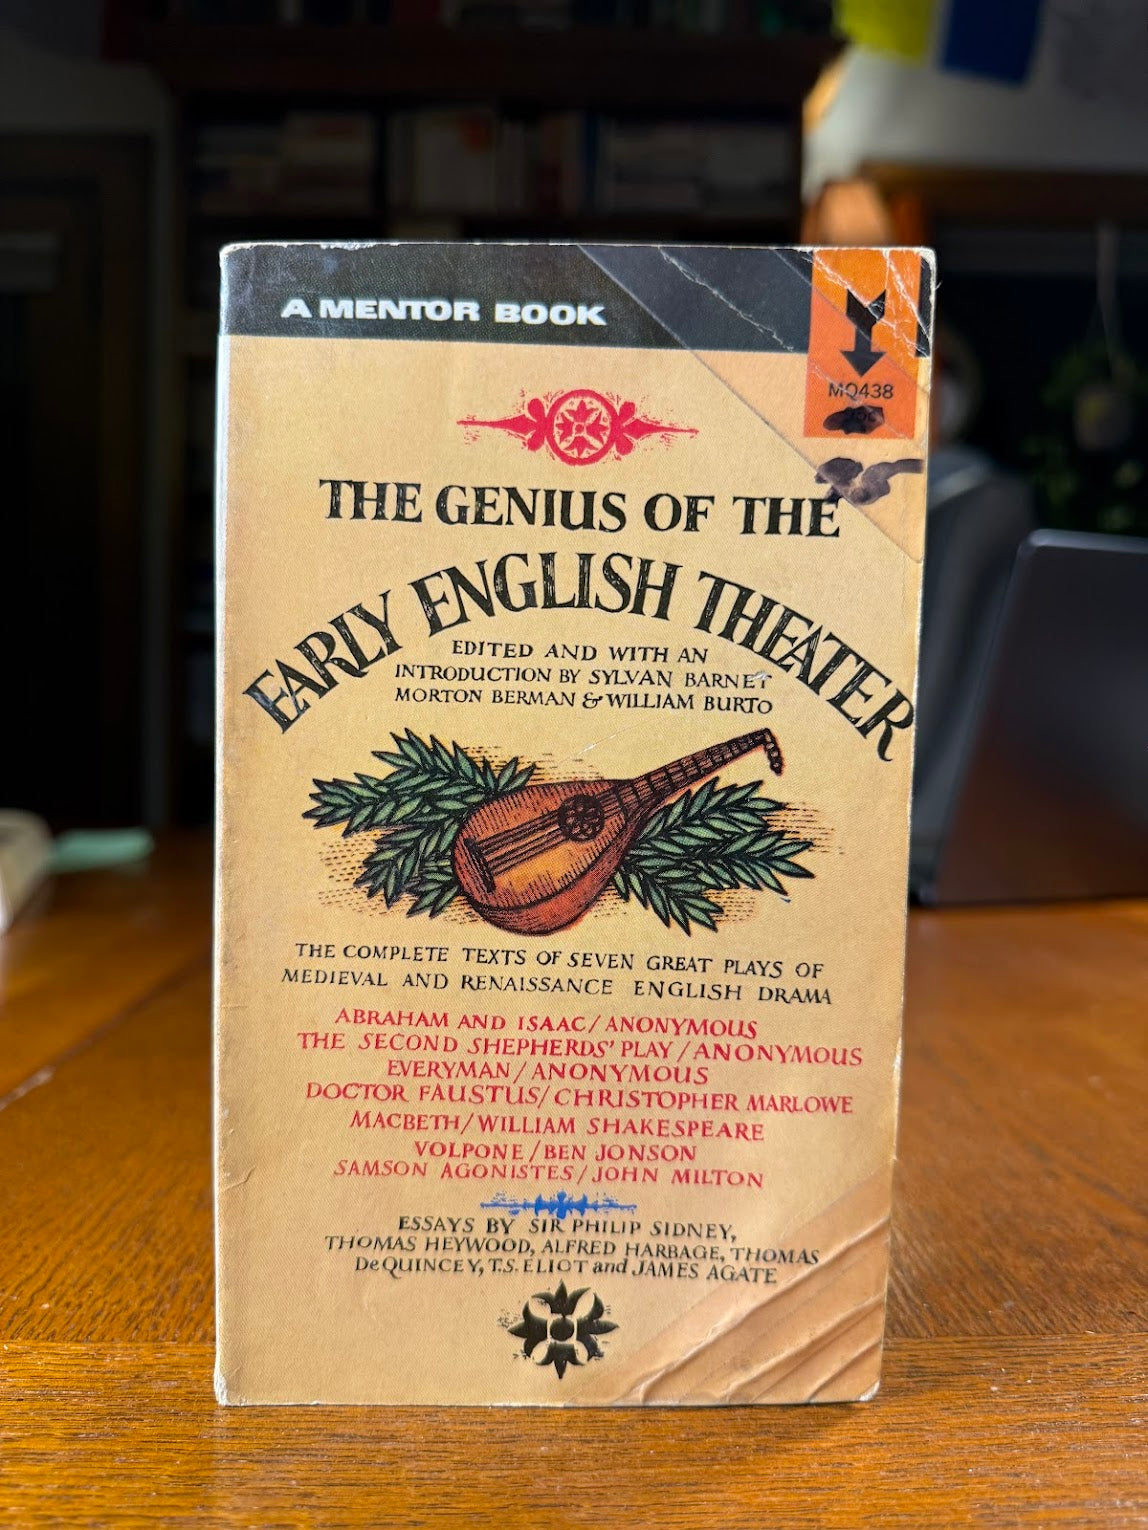 A MENTOR BOOK
MQ438
THE GENIUS OF THE
EARLY ENGLISH THEATER
EDITED AND WITH AN
INTRODUCTION BY SYLVAN BARNET
MORTON BERMAN & WILLIAM BURTO
THE COMPLETE TEXTS OF SEVEN GREAT PLAYS OF
MEDIEVAL AND RENAISSANCE ENGLISH DRAMA
ABRAHAM AND ISAAC/ANONYMOUS
THE SECOND SHEPHERDS' PLAY/ANONYMOUS
EVERYMAN/ANONYMOUS
DOCTOR FAUSTUS/CHRISTOPHER MARLOWE
MACBETH/WILLIAM SHAKESPEARE
VOLPONE/BEN JONSON
SAMSON AGONISTES/JOHN MILTON
ESSAYS BY SIR PHILIP SIDNEY,
THOMAS HEYWOOD, ALFRED HARBAGE, THOMAS
DeQUINCEY, T.S. ELIOT and JAMES AGATE